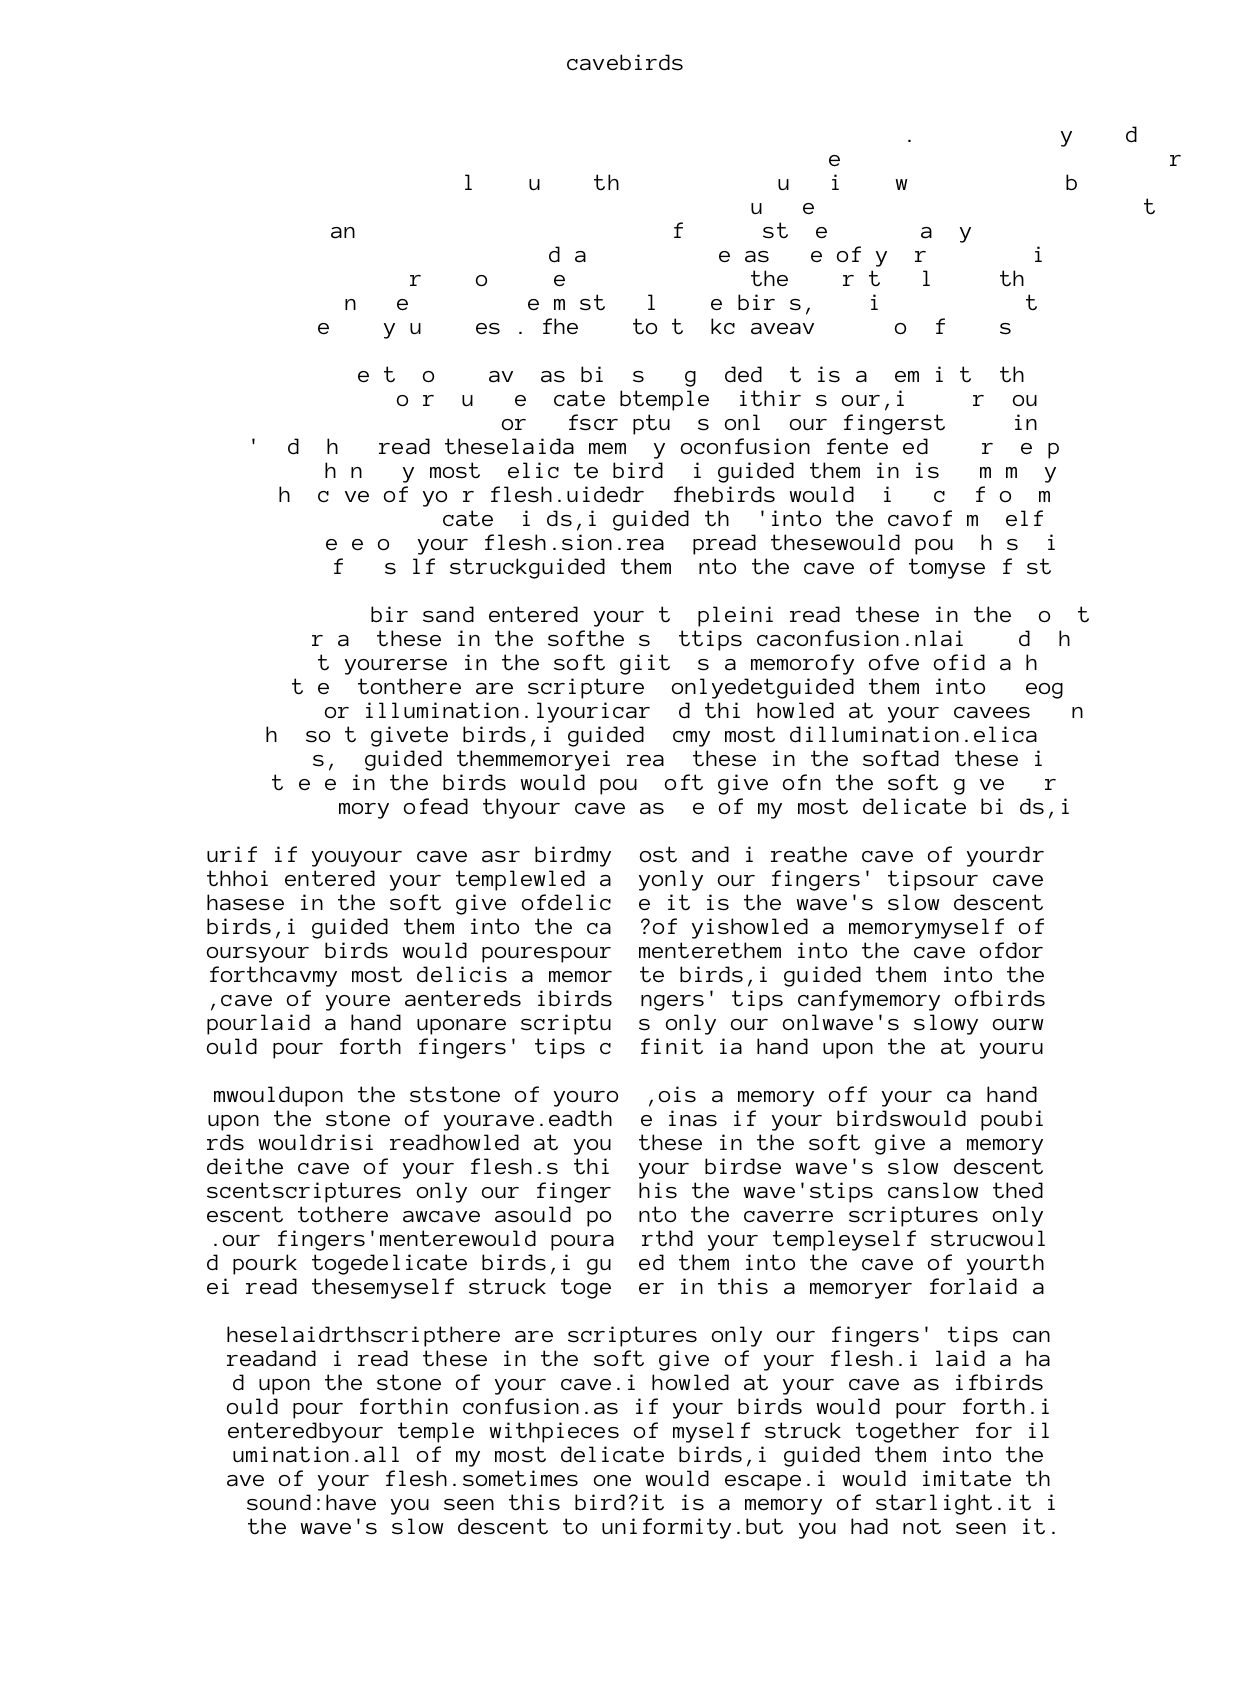 cavebirds
. y d
e r
l u th u i w b
u e t
an f st e a y
d a e as e of y r i
r o e the r t l th
n e e m st l e bir s, i t
e y u es . fhe to t kc aveav o f s
e t o av as bi s g ded t is a em i t th
o r u e cate btemple ithir s our,i r ou
or fscr ptu s onl our fingerst in
' d h read theselaida mem y oconfusion fente ed r e p
h n y most elic te bird i guided them in is m m y
h c ve of yo r flesh.uidedr fhebirds would i c f o m
cate i ds,i guided th 'into the cavof m elf
e e o your flesh.sion.rea pread thesewould pou h s i
f s lf struckguided them nto the cave of tomyse f st
bir sand entered your t pleini read these in the o t
r a these in the softhe s ttips caconfusion.nlai d h
t yourerse in the soft giit s a memorofy ofve ofid a h
t e tonthere are scripture onlyedetguided them into eog
or illumination.lyouricar d thi howled at your cavees n
h so t givete birds,i guided cmy most dillumination.elica
s, guided themmemoryei rea these in the softad these i
t e e in the birds would pou oft give ofn the soft g ve r
mory ofead thyour cave as e of my most delicate bi ds,i
urif if youyour cave asr birdmy ost and i reathe cave of yourdr
thhoi entered your templewled a yonly our fingers' tipsour cave
hasese in the soft give ofdelic e it is the wave's slow descent
birds,i guided them into the ca ?of yishowled a memorymyself of
oursyour birds would pourespour menterethem into the cave ofdor
forthcavmy most delicis a memor te birds,i guided them into the
,cave of youre aentereds ibirds ngers' tips canfymemory ofbirds
pourlaid a hand uponare scriptu s only our onlwave's slowy ourw
ould pour forth fingers' tips c finit ia hand upon the at youru
mwouldupon the ststone of youro ,ois a memory off your ca hand
upon the stone of yourave.eadth e inas if your birdswould poubi
rds wouldrisi readhowled at you these in the soft give a memory
deithe cave of your flesh.s thi your birdse wave's slow descent
scentscriptures only our finger his the wave'stips canslow thed
escent tothere awcave asould po nto the caverre scriptures only
.our fingers'menterewould poura rthd your templeyself strucwoul
d pourk togedelicate birds,i gu ed them into the cave of yourth
ei read thesemyself struck toge er in this a memoryer forlaid a
heselaidrthscripthere are scriptures only our fingers' tips can
readand i read these in the soft give of your flesh.i laid a ha
d upon the stone of your cave.i howled at your cave as ifbirds
ould pour forthin confusion.as if your birds would pour forth.i
enteredbyour temple withpieces of myself struck together for il
umination.all of my most delicate birds,i guided them into the
ave of your flesh.sometimes one would escape.i would imitate th
sound:have you seen this bird?it is a memory of starlight.it i
the wave's slow descent to uniformity.but you had not seen it.